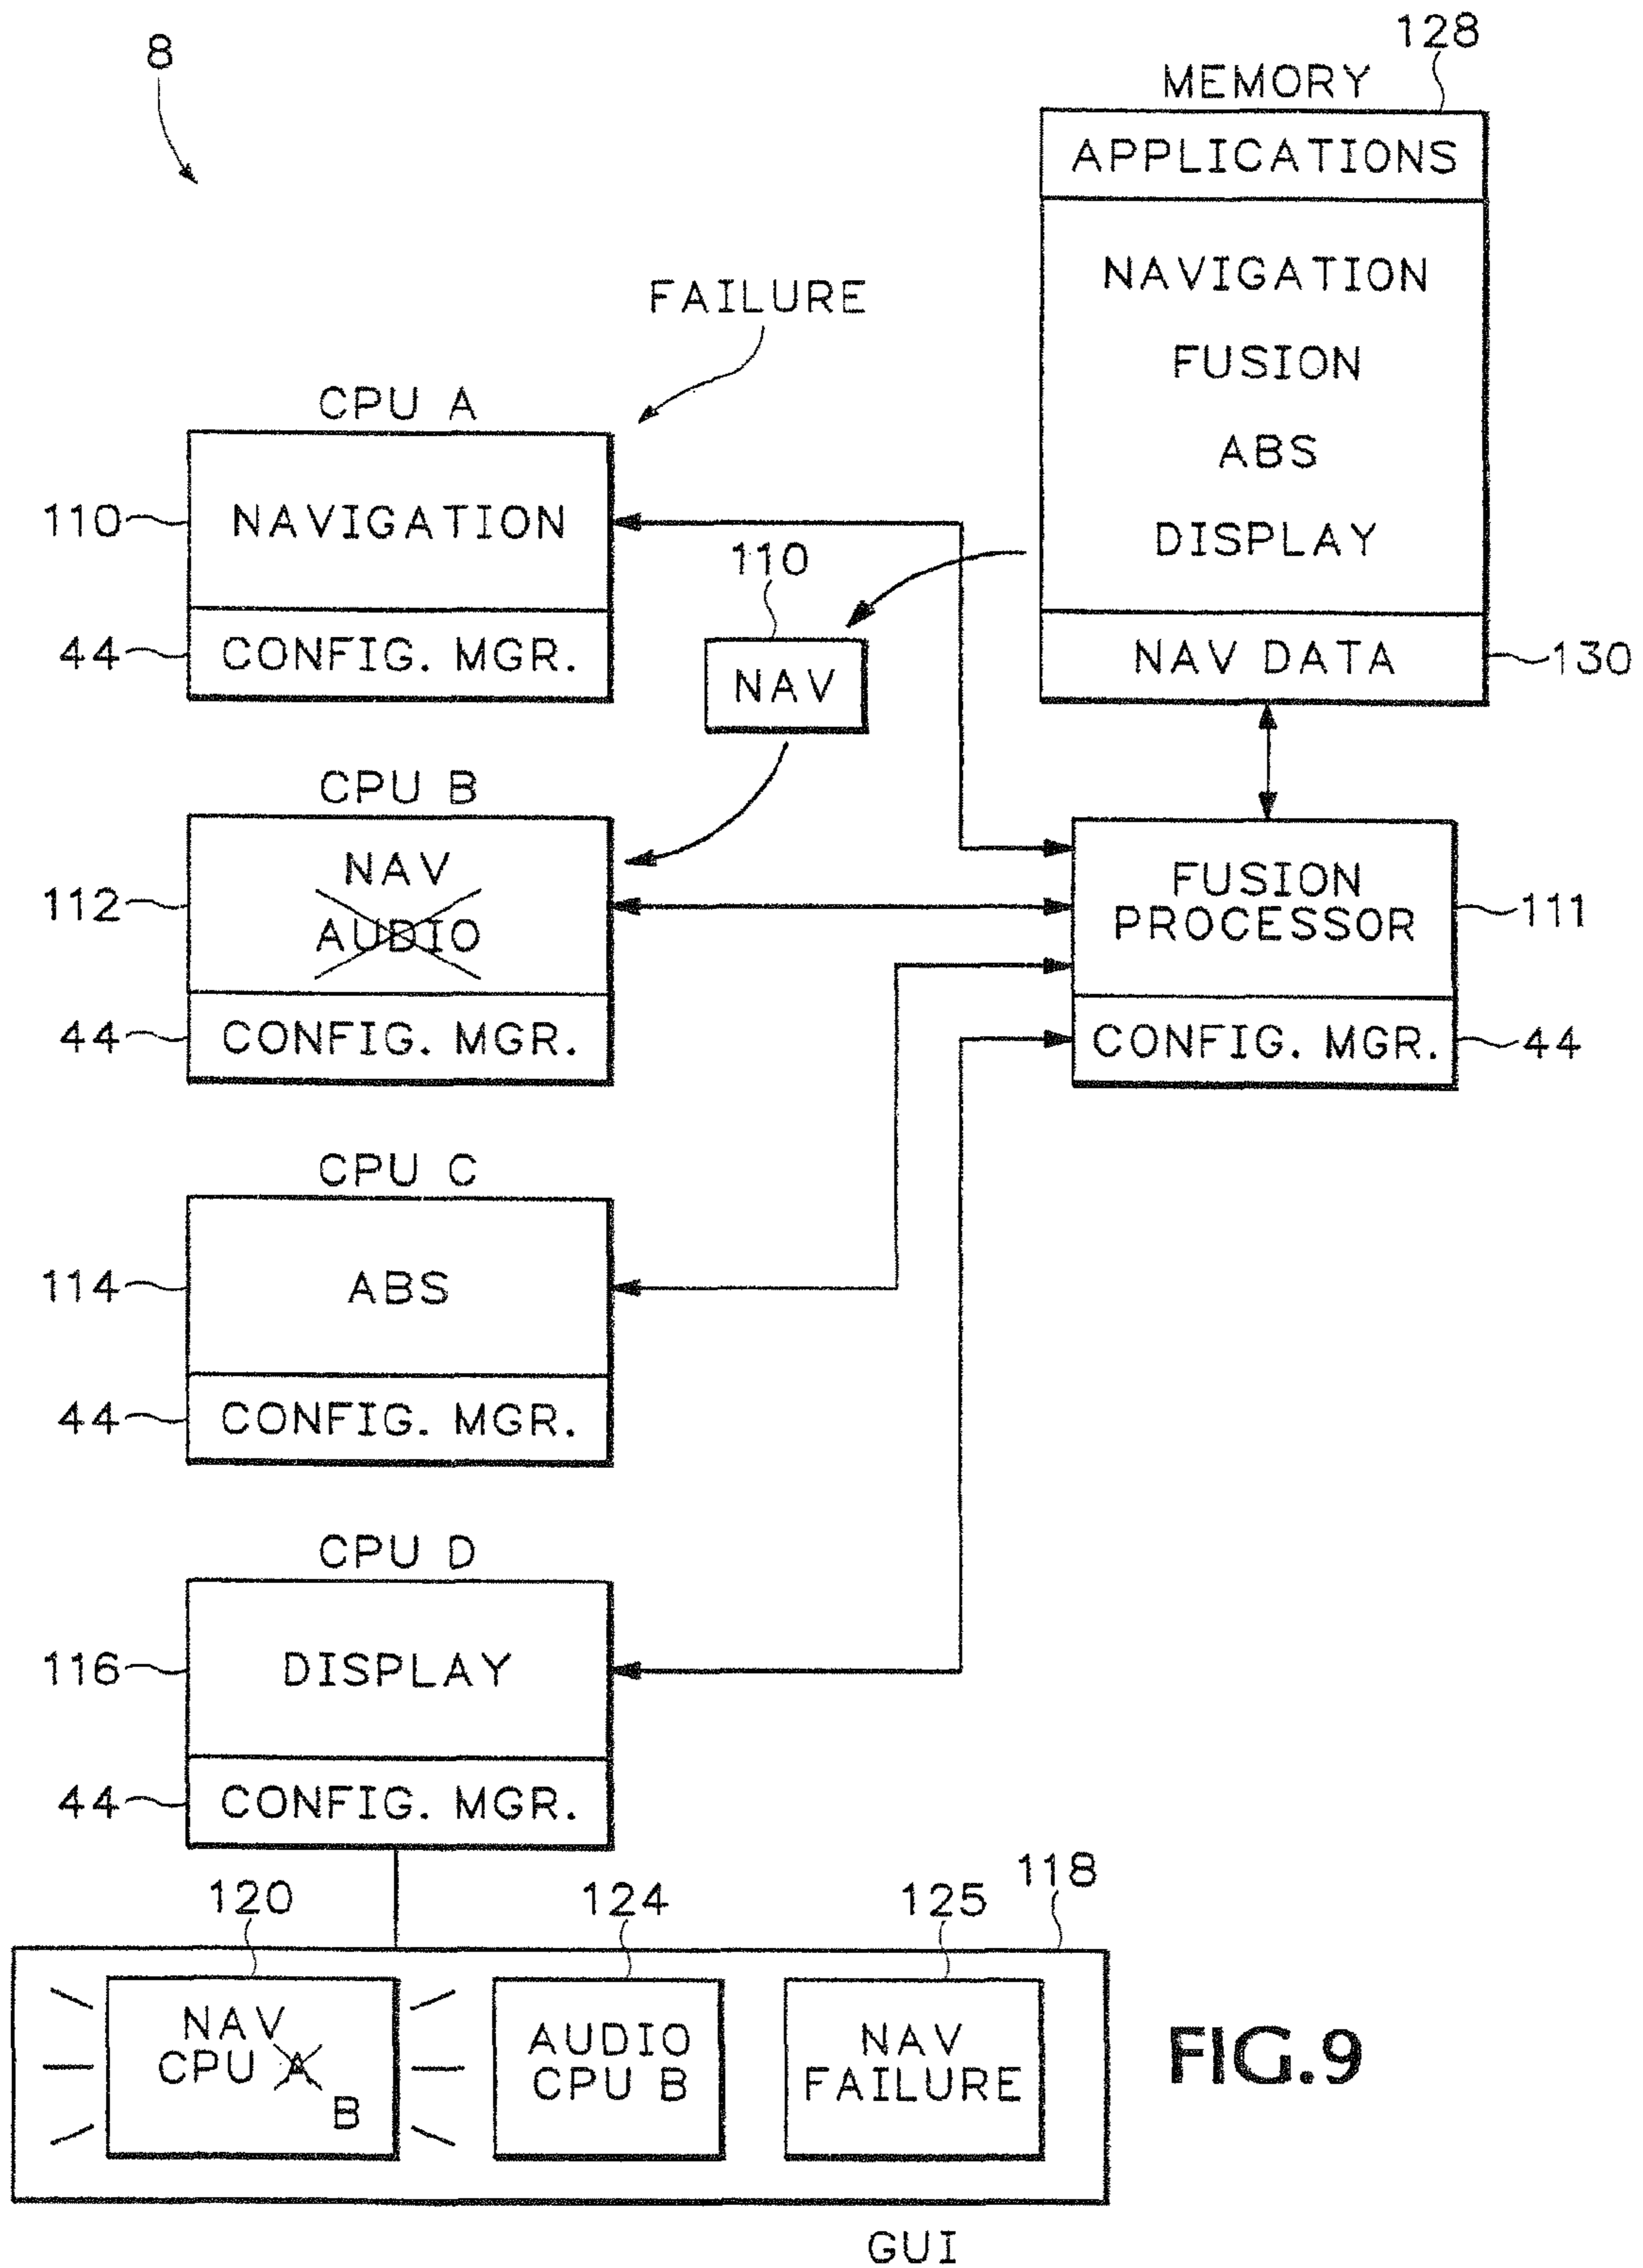 8
128
MEMORY
APPLICATIONS
NAVIGATION
FUSION
ABS
DISPLAY
NAV DATA
130
FAILURE
CPU A
110
NAVIGATION
44
CONFIG. MGR.
110
NAV
CPU B
112
NAV
AUDIO
44
CONFIG. MGR.
FUSION
PROCESSOR
111
CONFIG. MGR.
44
CPU C
114
ABS
44
CONFIG. MGR.
CPU D
116
DISPLAY
44
CONFIG. MGR.
118
120
124
125
NAV
CPU A
B
AUDIO
CPU B
NAV
FAILURE
FIG.9
GUI